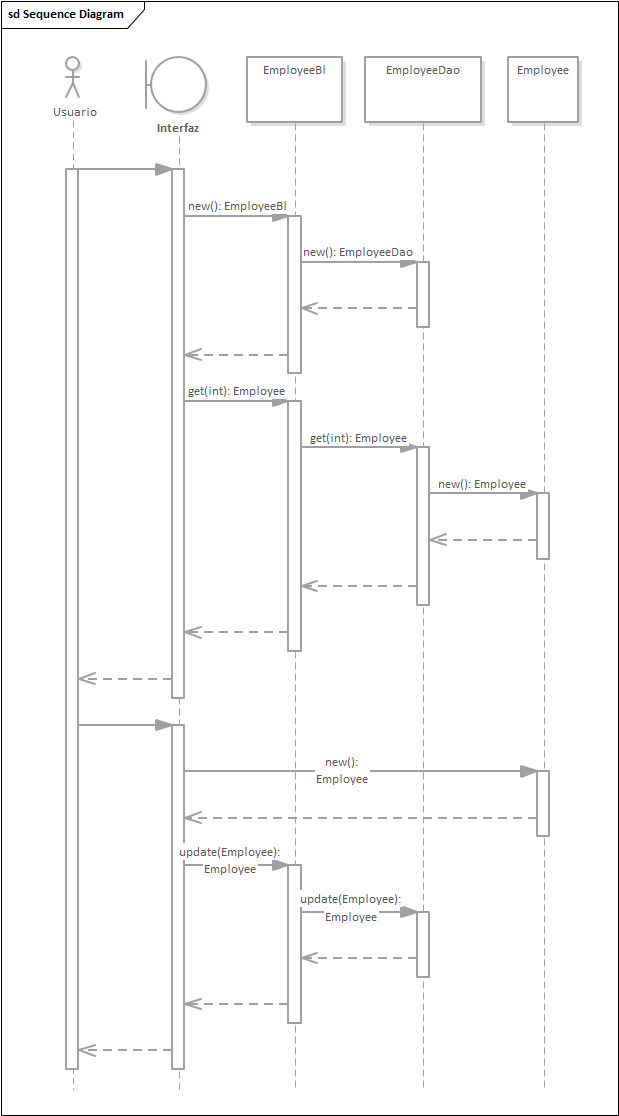 sd Sequence Diagram
Usuario
Interfaz
EmployeeBl
EmployeeDao
Employee
new(): EmployeeBl
new(): EmployeeDao
get(int): Employee
get(int): Employee
new(): Employee
new():
Employee
update(Employee):
Employee
update(Employee):
Employee